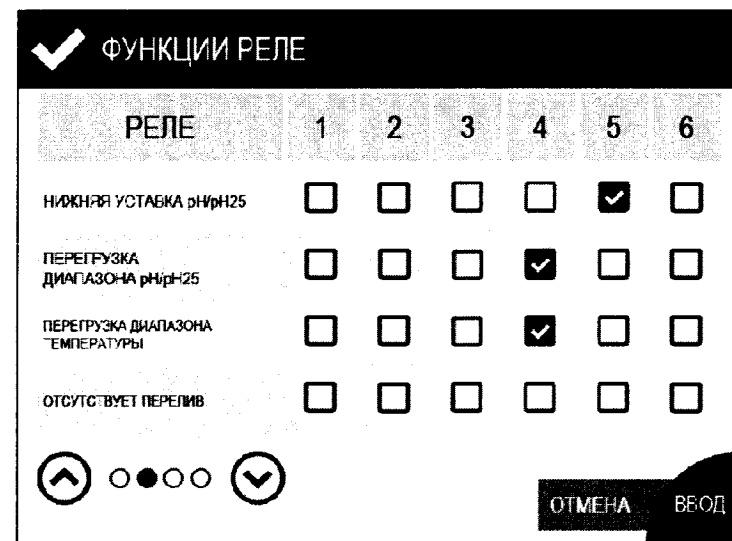 ФУНКЦИИ РЕЛЕ
РЕЛЕ 1 2 3 4 5 6
НИЖНЯЯ УСТАВКА pH/pH25
ПЕРЕГРУЗКА
ДИАПАЗОНА pH/pH25
ПЕРЕГРУЗКА ДИАПАЗОНА
ТЕМПЕРАТУРЫ
ОТСУТСТВУЕТ ПЕРЕЛИВ
ОТМЕНА ВВОД